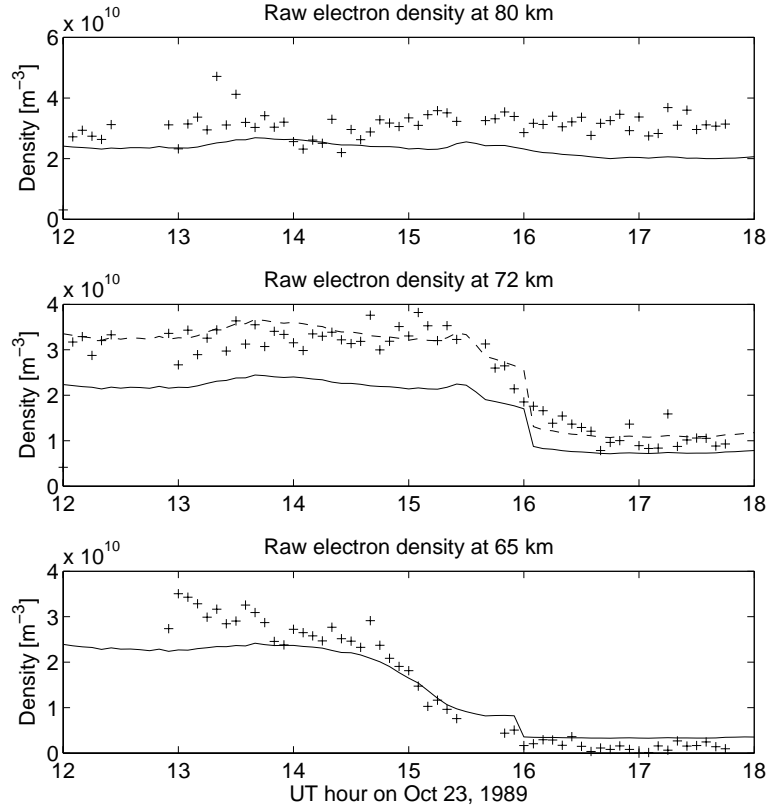 Raw electron density at 80 km
x 10^10
6
4
2
0
Density [m^−3]
12 13 14 15 16 17 18
Raw electron density at 72 km
x 10^10
4
3
2
1
0
Density [m^−3]
12 13 14 15 16 17 18
Raw electron density at 65 km
x 10^10
4
3
2
1
0
Density [m^−3]
12 13 14 15 16 17 18
UT hour on Oct 23, 1989